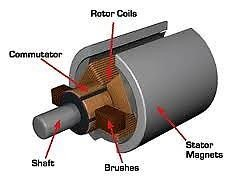 Rotor Coils
Commutator
Shaft
Brushes
Stator
Magnets